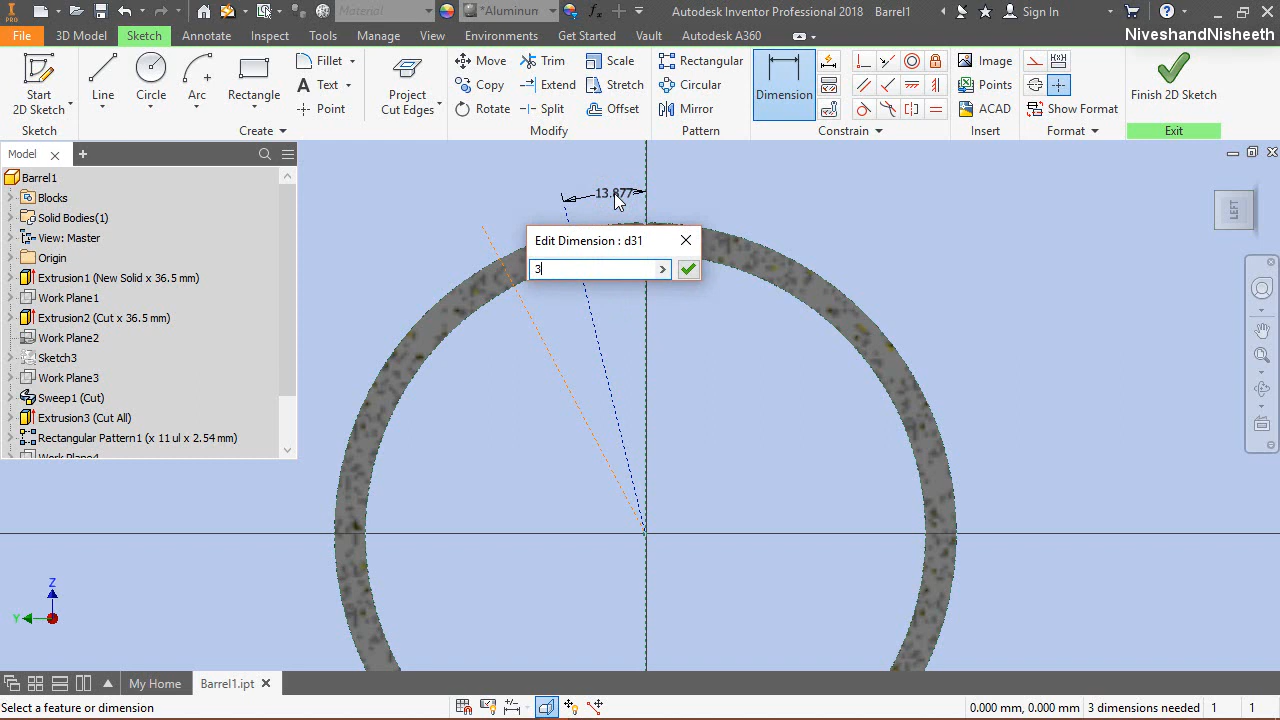 PRO
Material
*Aluminun
Autodesk Inventor Professional 2018 Barrel1
Sign In
File
3D Model
Sketch
Annotate
Inspect
Tools
Manage
View
Environments
Get Started
Vault
Autodesk A360
NiveshandNisheeth
Start
2D Sketch
Line
Circle
Arc
Rectangle
Fillet
Text
Point
Project
Cut Edges
Move
Copy
Rotate
Trim
Extend
Split
Scale
Stretch
Offset
Rectangular
Circular
Mirror
Dimension
Image
Points
ACAD
Show Format
Finish 2D Sketch
Sketch
Create
Modify
Pattern
Constrain
Insert
Format
Exit
Model
Barrel1
Blocks
Solid Bodies(1)
View: Master
Origin
Extrusion1 (New Solid x 36.5 mm)
Work Plane1
Extrusion2 (Cut x 36.5 mm)
Work Plane2
Sketch3
Work Plane3
Sweep1 (Cut)
Extrusion3 (Cut All)
Rectangular Pattern1 (x 11 ul x 2.54 mm)
Work Plane4
13.877
Edit Dimension : d31
3
LEFT
Z
Y
My Home
Barrel1.ipt
Select a feature or dimension
0.000 mm, 0.000 mm
3 dimensions needed
1
1